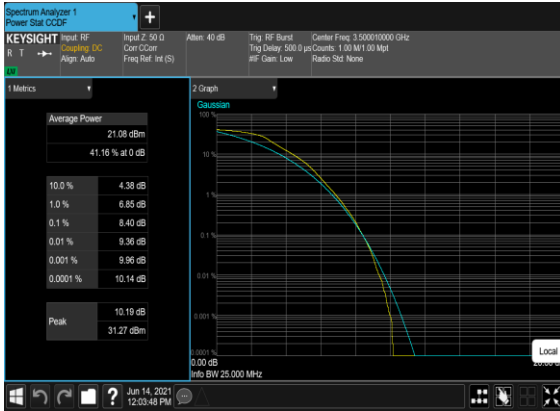 Spectrum Analyzer 1
Power Stat CCDF
+
KEYSIGHT
R T
Input: RF
Coupling: DC
Align: Auto
Input Z: 50 Ω
Corr CCorr
Freq Ref: Int (S)
Atten: 40 dB
Trig: RF Burst
Trig Delay: 500.0 µs
#IF Gain: Low
Center Freq: 3.500010000 GHz
Counts: 1.00 M/1.00 Mpt
Radio Std: None
1 Metrics
Average Power
21.08 dBm
41.16 % at 0 dB
10.0 % 4.38 dB
1.0 % 6.85 dB
0.1 % 8.40 dB
0.01 % 9.36 dB
0.001 % 9.96 dB
0.0001 % 10.14 dB
Peak
10.19 dB
31.27 dBm
2 Graph
Gaussian
100 %
10 %
1 %
0.1 %
0.01 %
0.001 %
0.0001 %
0.00 dB
Info BW 25.000 MHz
Local
Jun 14, 2021
12:03:48 PM